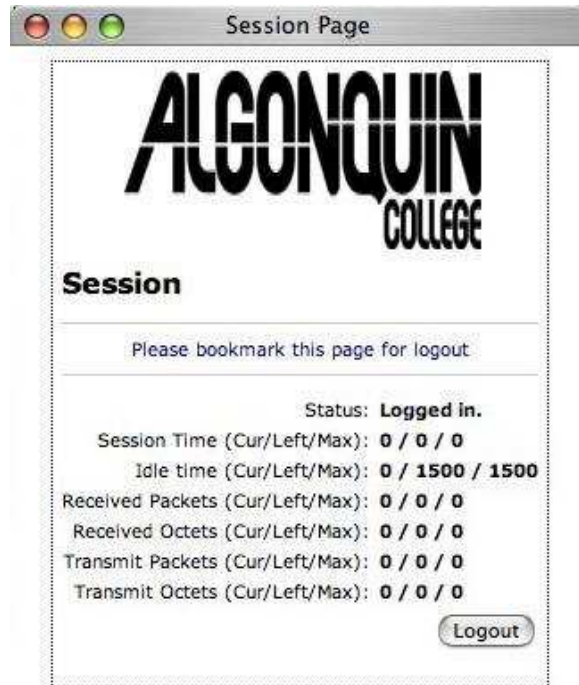 Session Page
ALGONQUIN
COLLEGE
Session
Please bookmark this page for logout
Status: Logged in.
Session Time (Cur/Left/Max): 0 / 0 / 0
Idle time (Cur/Left/Max): 0 / 1500 / 1500
Received Packets (Cur/Left/Max): 0 / 0 / 0
Received Octets (Cur/Left/Max): 0 / 0 / 0
Transmit Packets (Cur/Left/Max): 0 / 0 / 0
Transmit Octets (Cur/Left/Max): 0 / 0 / 0
Logout